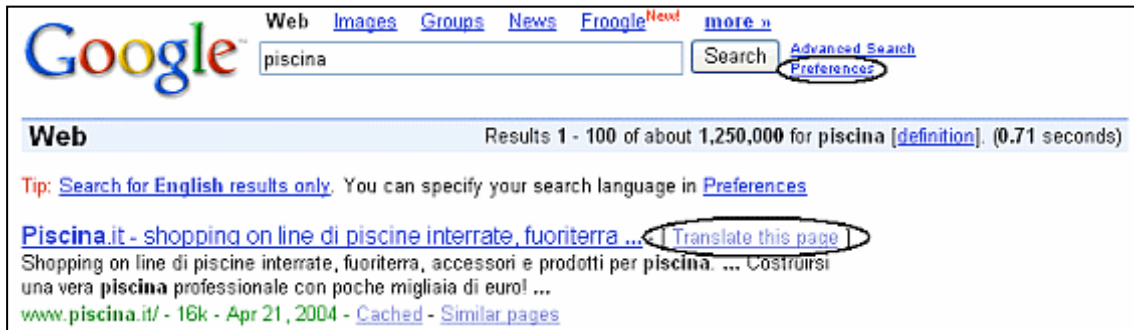 Web Images Groups News Froogle New! more »
Google™ piscina Search Advanced Search
Preferences
Web Results 1 - 100 of about 1,250,000 for piscina [definition]. (0.71 seconds)
Tip: Search for English results only. You can specify your search language in Preferences
Piscina.it - shopping on line di piscine interrate, fuoriterra ... - [ Translate this page ]
Shopping on line di piscine interrate, fuoriterra, accessori e prodotti per piscina. ... Costruirsi
una vera piscina professionale con poche migliaia di euro! ...
www.piscina.it/ - 16k - Apr 21, 2004 - Cached - Similar pages